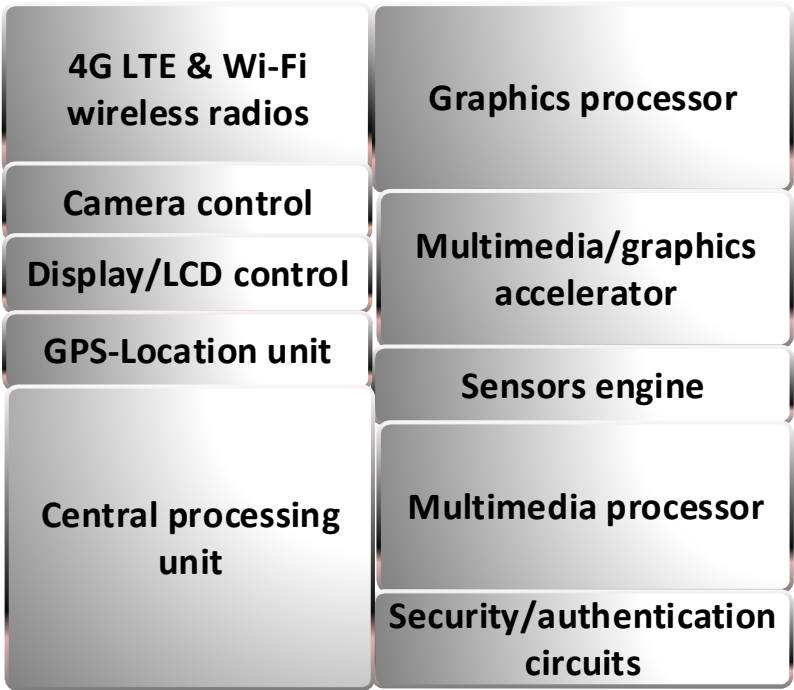 4G LTE & Wi-Fi
wireless radios
Camera control
Display/LCD control
GPS-Location unit
Central processing
unit
Graphics processor
Multimedia/graphics
accelerator
Sensors engine
Multimedia processor
Security/authentication
circuits